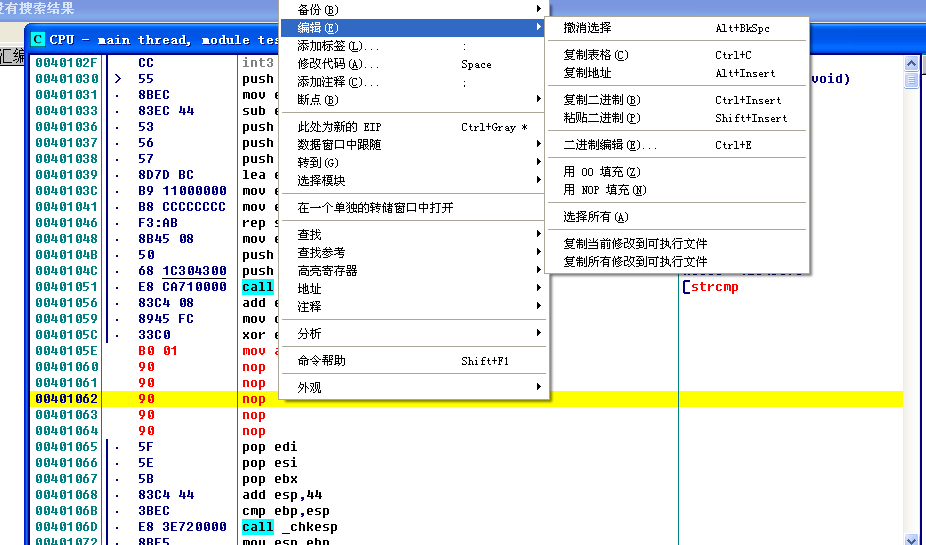 没有搜索结果
C CPU - main thread, module tes
汇编
0040102F CC int3
00401030 > 55 push
00401031 . 8BEC mov e
00401033 . 83EC 44 sub e
00401036 . 53 push
00401037 . 56 push
00401038 . 57 push
00401039 . 8D7D BC lea e
0040103C . B9 11000000 mov e
00401041 . B8 CCCCCCCC mov e
00401046 . F3:AB rep s
00401048 . 8B45 08 mov e
0040104B . 50 push
0040104C . 68 1C304300 push
00401051 . E8 CA710000 call
00401056 . 83C4 08 add e
00401059 . 8945 FC mov
0040105C . 33C0 xor e
0040105E B0 01 mov a
00401060 90 nop
00401061 90 nop
00401062 90 nop
00401063 90 nop
00401064 90 nop
00401065 . 5F pop edi
00401066 . 5E pop esi
00401067 . 5B pop ebx
00401068 . 83C4 44 add esp,44
0040106B . 3BEC cmp ebp,esp
0040106D . E8 3E720000 call _chkesp
00401072 . 8BE5 mov esp,ebp
void)
[strcmp
备份(B)
编辑(E)
添加标签(L)... :
修改代码(A)... Space
添加注释(C)... ;
断点(B)
此处为新的 EIP Ctrl+Gray *
数据窗口中跟随
转到(G)
选择模块
在一个单独的转储窗口中打开
查找
查找参考
高亮寄存器
地址
注释
分析
命令帮助 Shift+F1
外观
撤消选择 Alt+BkSpc
复制表格(C) Ctrl+C
复制地址 Alt+Insert
复制二进制(B) Ctrl+Insert
粘贴二进制(P) Shift+Insert
二进制编辑(E)... Ctrl+E
用 00 填充(Z)
用 NOP 填充(N)
选择所有(A)
复制当前修改到可执行文件
复制所有修改到可执行文件